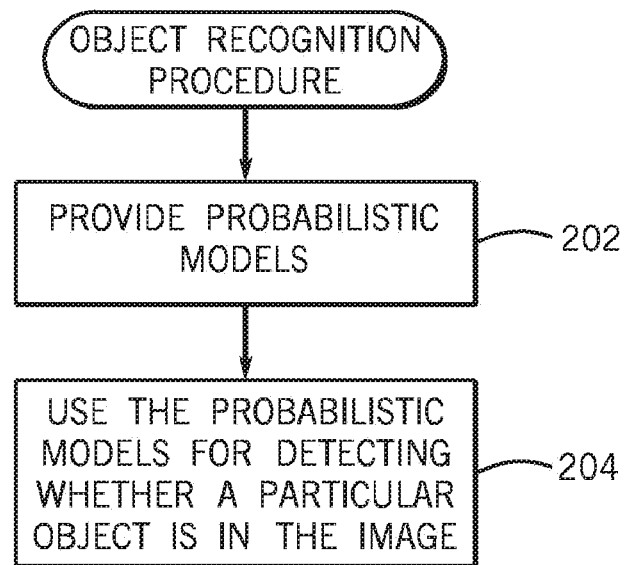 OBJECT RECOGNITION
PROCEDURE
PROVIDE PROBABILISTIC
MODELS
202
USE THE PROBABILISTIC
MODELS FOR DETECTING
WHETHER A PARTICULAR
OBJECT IS IN THE IMAGE
204